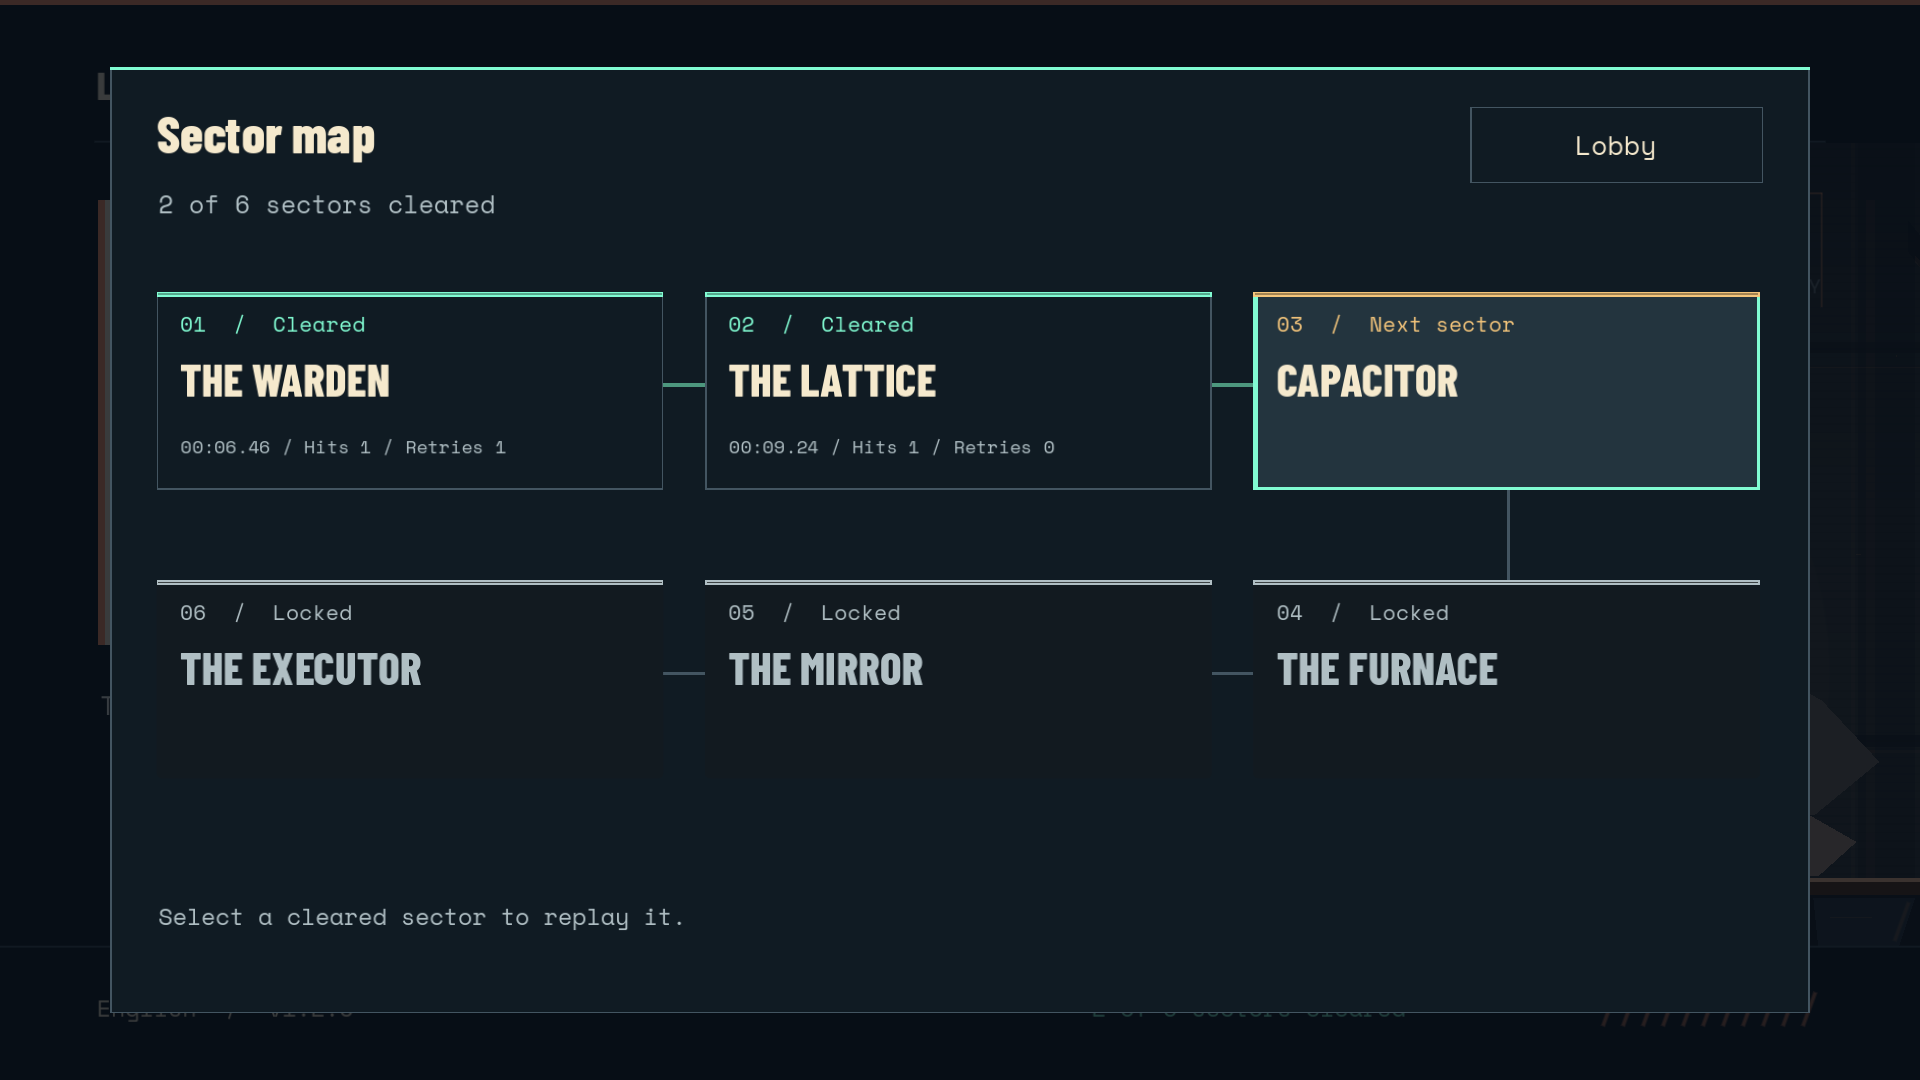 Sector map
Lobby
2 of 6 sectors cleared
01 / Cleared
THE WARDEN
00:06.46 / Hits 1 / Retries 1
02 / Cleared
THE LATTICE
00:09.24 / Hits 1 / Retries 0
03 / Next sector
CAPACITOR
06 / Locked
THE EXECUTOR
05 / Locked
THE MIRROR
04 / Locked
THE FURNACE
Select a cleared sector to replay it.